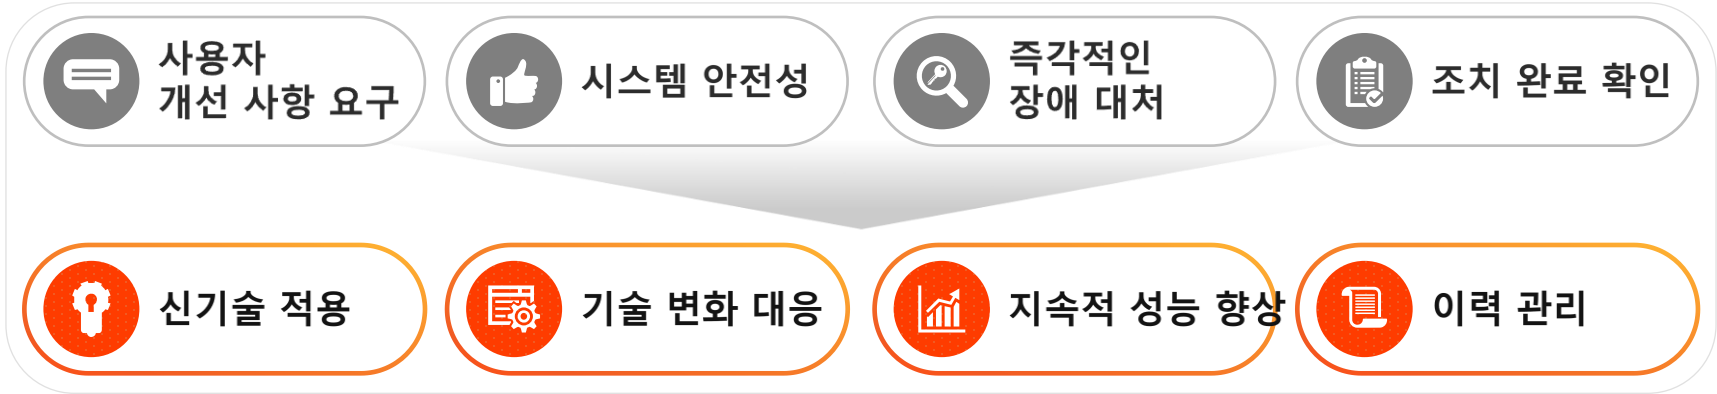 사용자
개선 사항 요구
시스템 안전성
즉각적인
장애 대처
조치 완료 확인
신기술 적용
기술 변화 대응
지속적 성능 향상
이력 관리